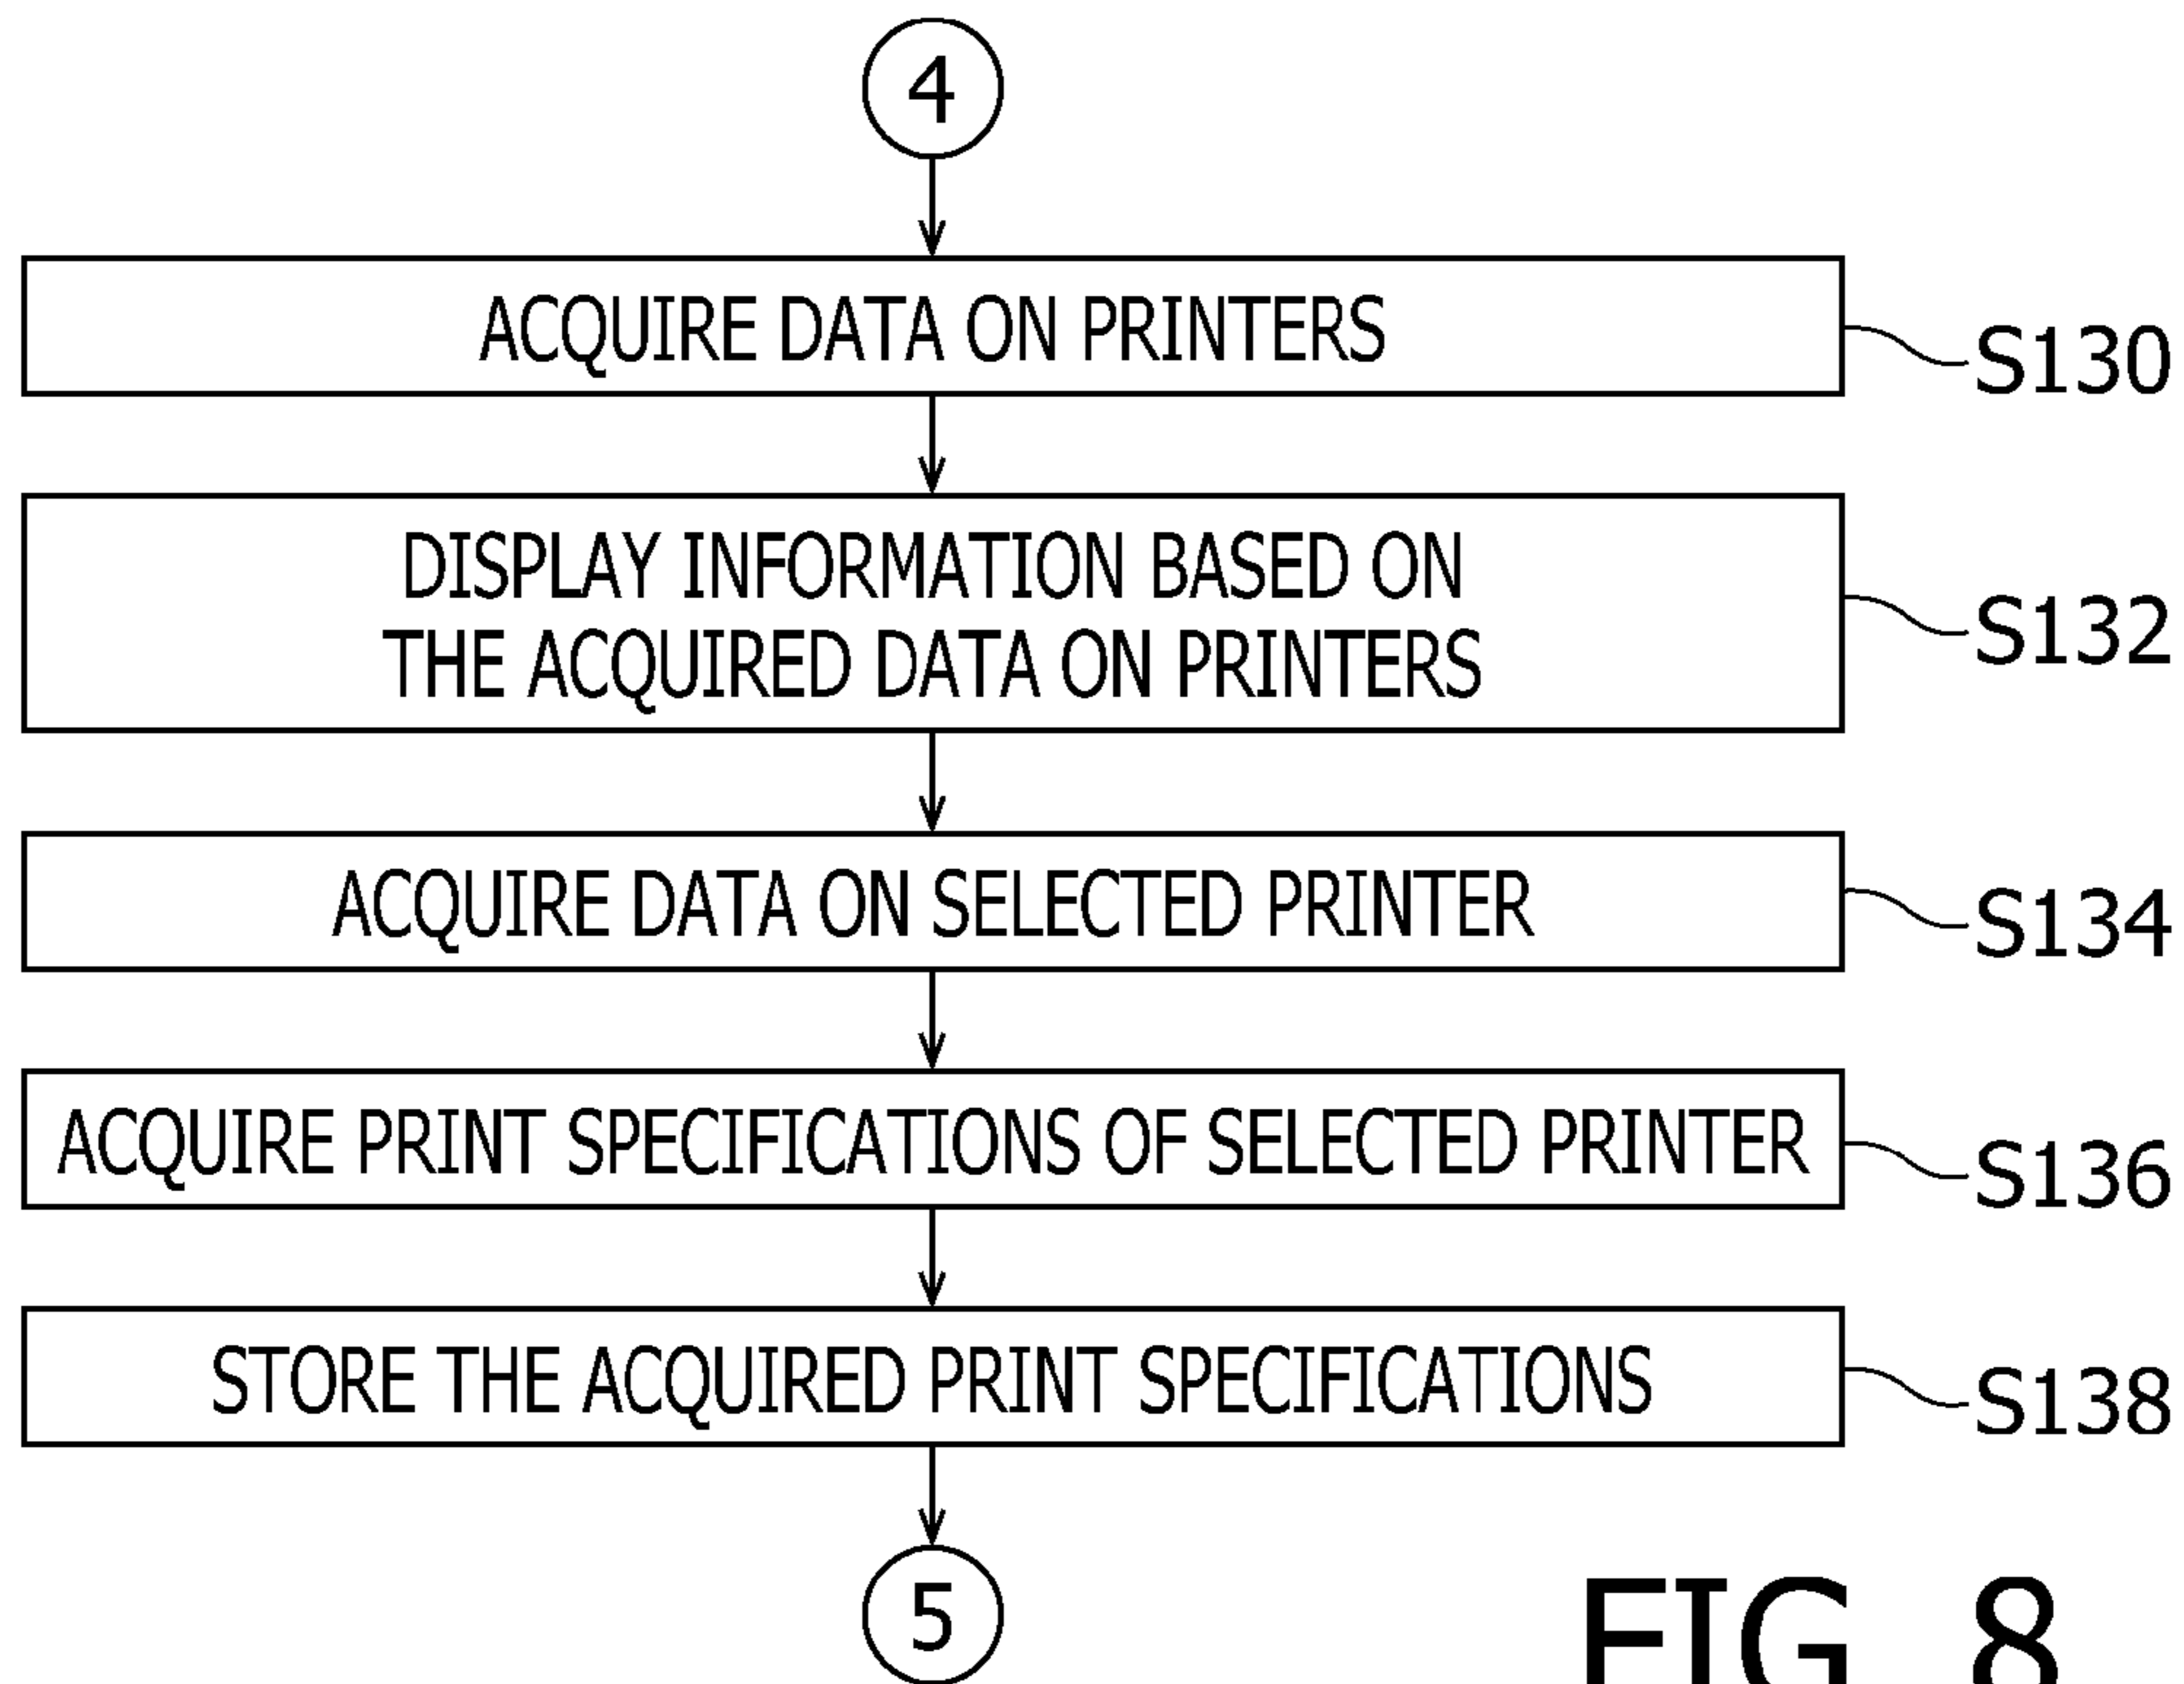 4
ACQUIRE DATA ON PRINTERS
S130
DISPLAY INFORMATION BASED ON
THE ACQUIRED DATA ON PRINTERS
S132
ACQUIRE DATA ON SELECTED PRINTER
S134
ACQUIRE PRINT SPECIFICATIONS OF SELECTED PRINTER
S136
STORE THE ACQUIRED PRINT SPECIFICATIONS
S138
5
FIG 8